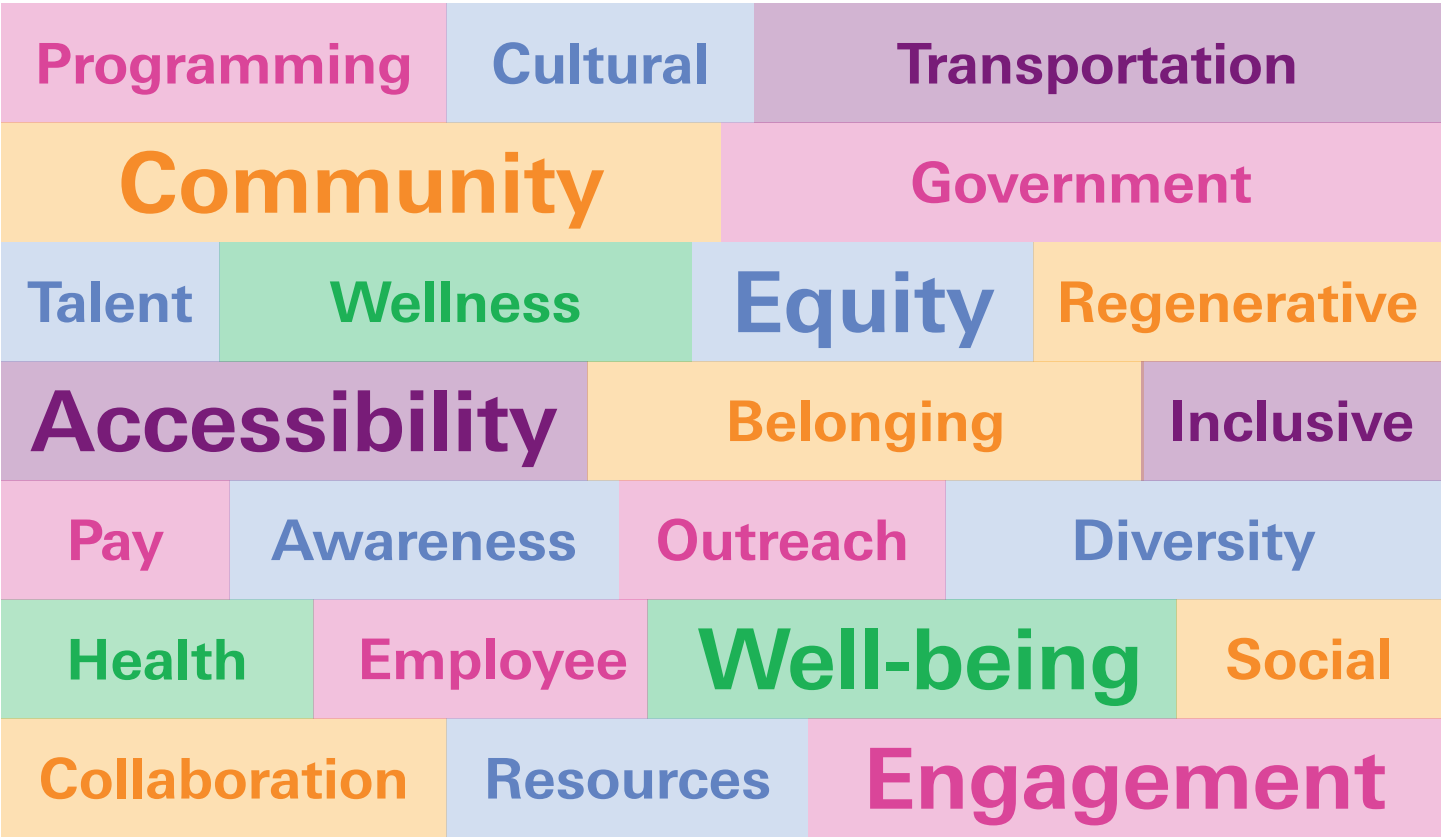 Programming Cultural Transportation
Community Government
Talent Wellness Equity Regenerative
Accessibility Belonging Inclusive
Pay Awareness Outreach Diversity
Health Employee Well-being Social
Collaboration Resources Engagement